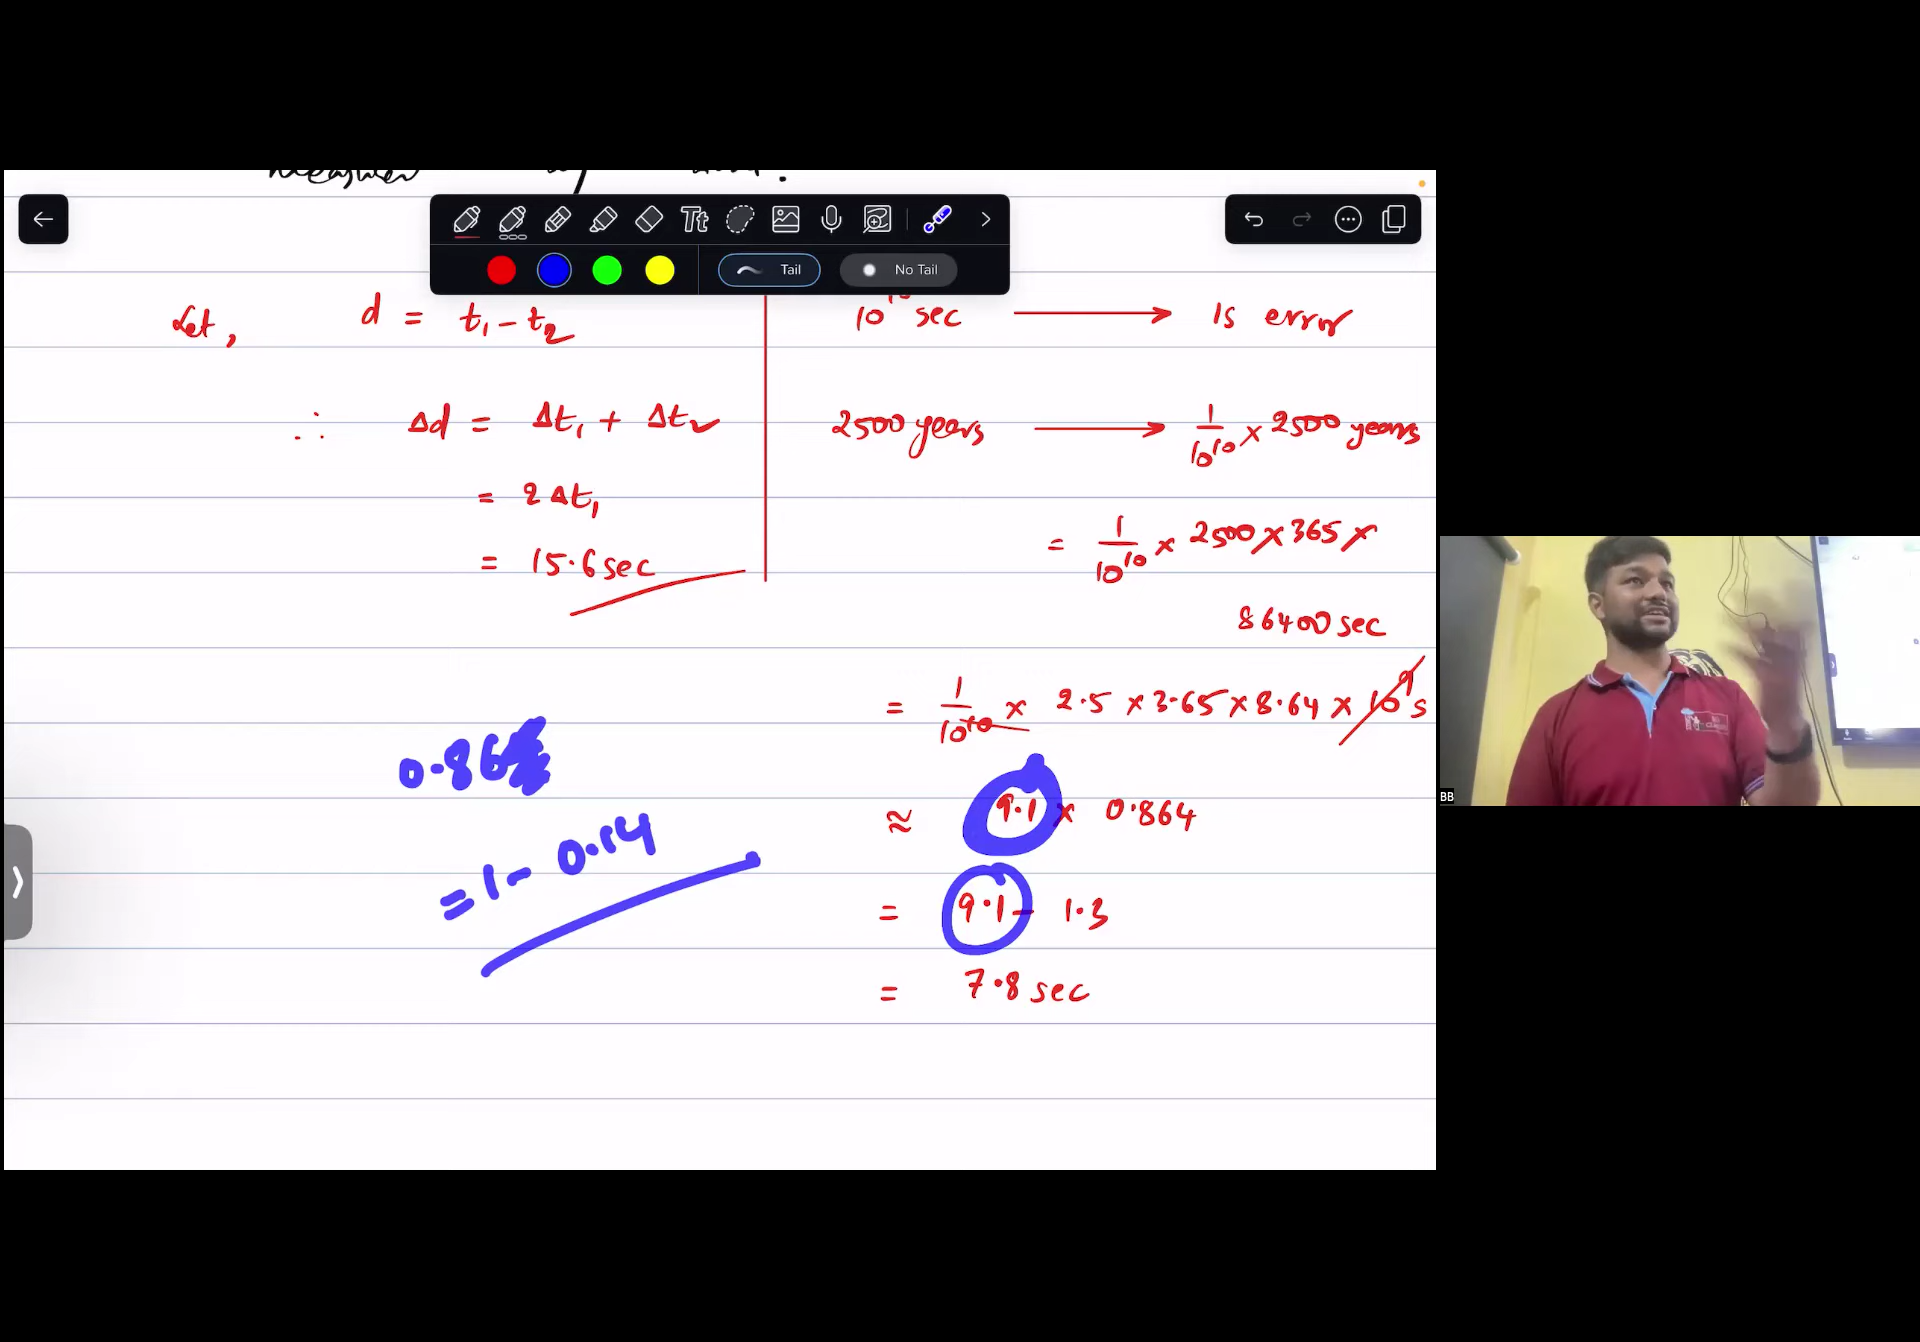 Tt
Tail
No Tail
Let, d = t₁ - t₂
∴ Δd = Δt₁ + Δt₂
= 2Δt₁
= 15.6 sec
10¹⁰ sec → 1s error
2500 years → 1/10¹⁰ × 2500 years
= 1/10¹⁰ × 2500 × 365 ×
86400 sec
= 1/10¹⁰ × 2.5 × 3.65 × 8.64 × 10⁹ s
≈ 9.1 × 0.864
= 9.1 - 1.3
= 7.8 sec
0.86
= 1 - 0.14
BB